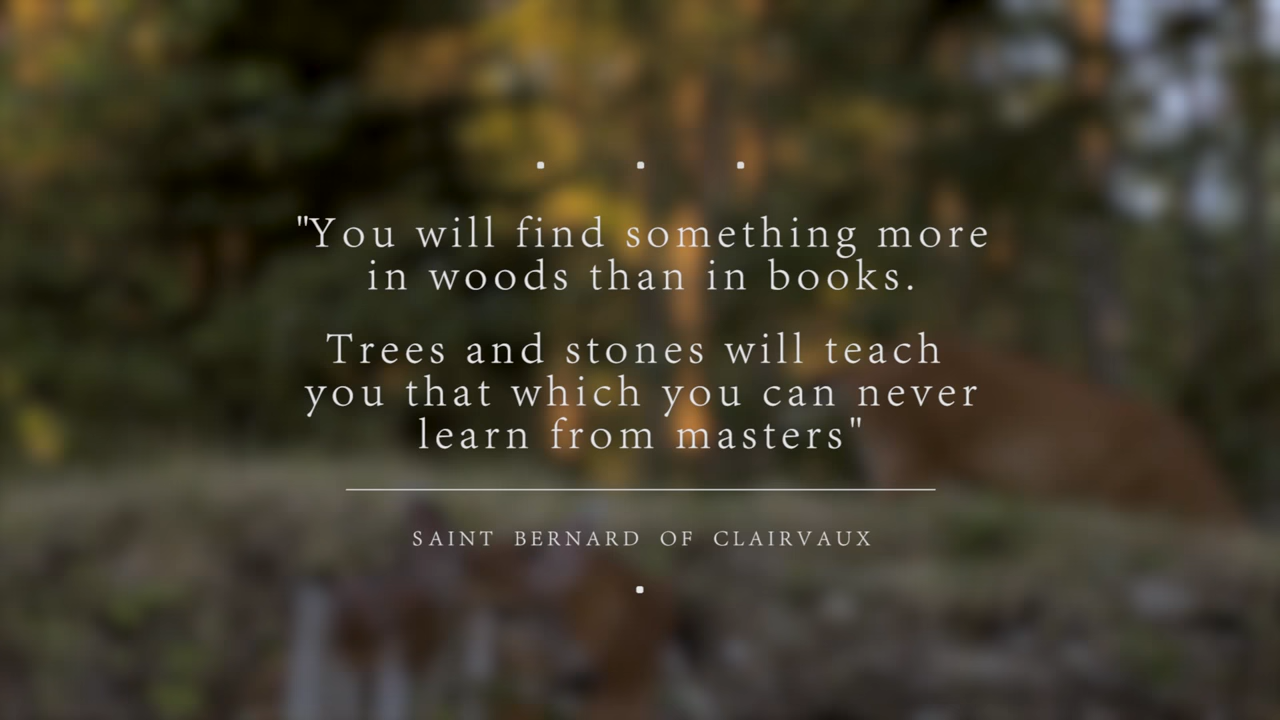 "You will find something more
in woods than in books.
Trees and stones will teach
you that which you can never
learn from masters"
SAINT BERNARD OF CLAIRVAUX